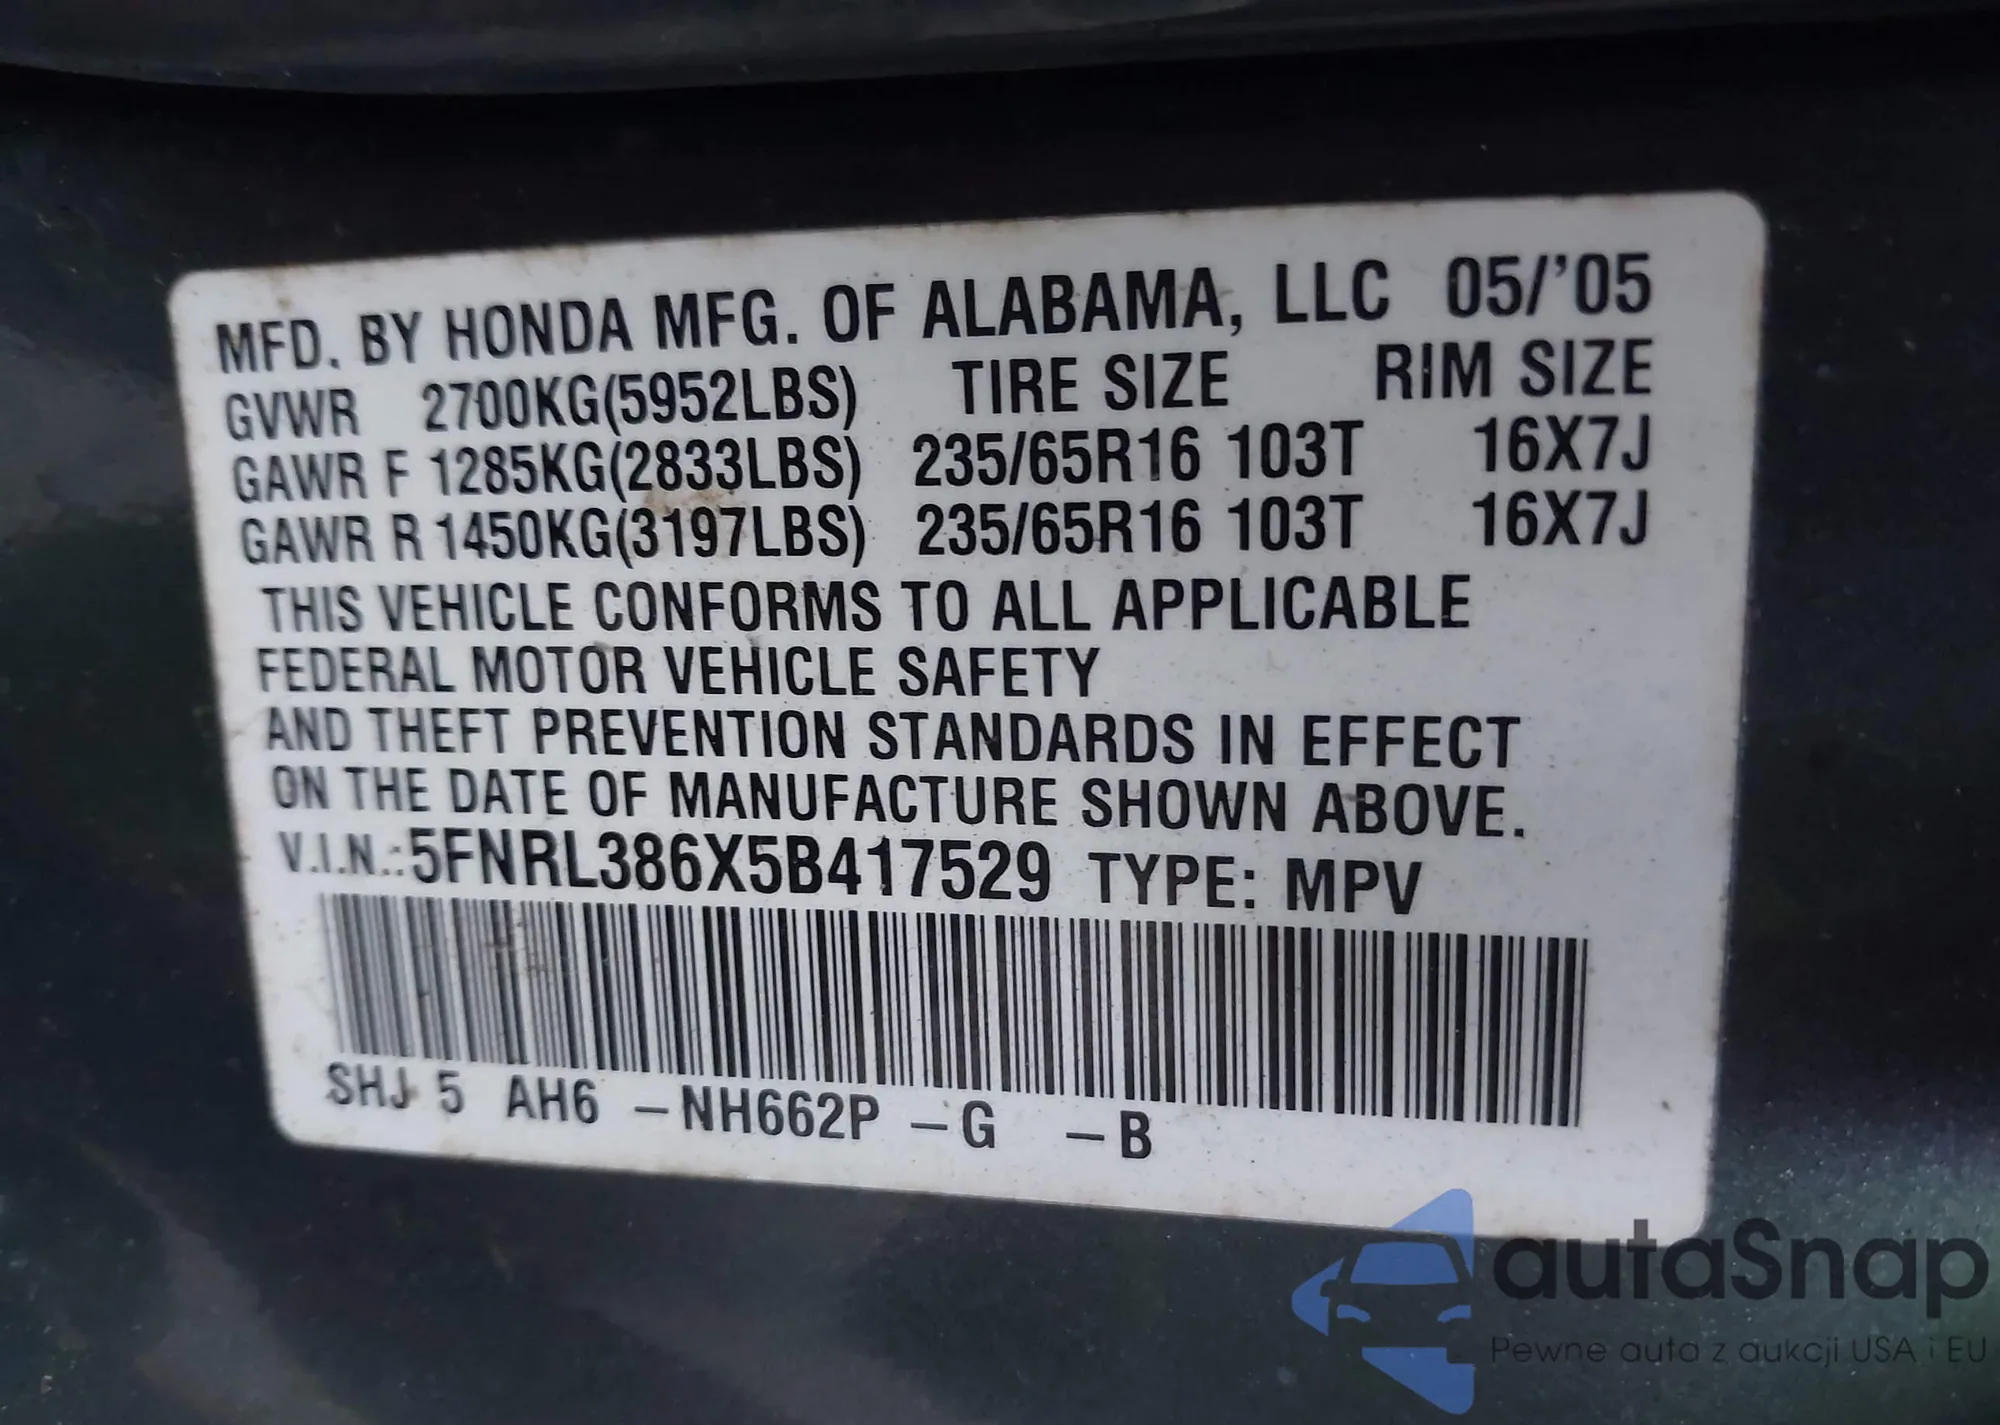 MFD. BY HONDA MFG. OF ALABAMA, LLC 05/'05
GVWR 2700KG(5952LBS) TIRE SIZE RIM SIZE
GAWR F 1285KG(2833LBS) 235/65R16 103T 16X7J
GAWR R 1450KG(3197LBS) 235/65R16 103T 16X7J
THIS VEHICLE CONFORMS TO ALL APPLICABLE
FEDERAL MOTOR VEHICLE SAFETY
AND THEFT PREVENTION STANDARDS IN EFFECT
ON THE DATE OF MANUFACTURE SHOWN ABOVE.
V.I.N.:5FNRL386X5B417529 TYPE: MPV
SHJ 5 AH6 –NH662P –G –B
autaSnap
Pewne auta z aukcji USA i EU